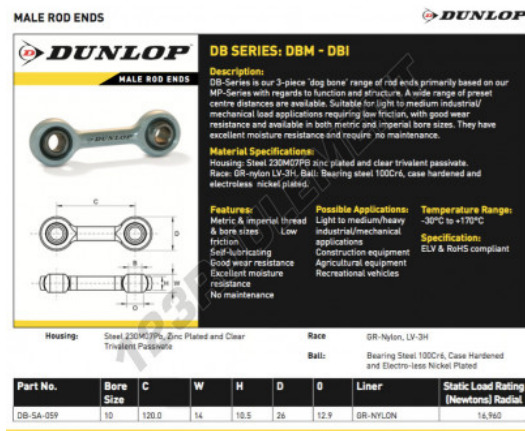 MALE ROD ENDS
DUNLOP
DUNLOP
MALE ROD ENDS
DUNLOP
C
D
B
H
W
O
DB SERIES: DBM - DBI
Description:
DB-Series is our 3-piece 'dog bone' range of rod ends primarily based on our
MP-Series with regards to function and structure. A wide range of preset
centre distances are available. Suitable for light to medium industrial/
mechanical load applications requiring low friction, with good wear
resistance and available in both metric and imperial bore sizes. They have
excellent moisture resistance and require no maintenance.
Material Specifications:
Housing: Steel 230M07PB zinc plated and clear trivalent passivate.
Race: GR-nylon LV-3H. Ball: Bearing steel 100Cr6, case hardened and
electroless nickel plated.
Features:
Metric & imperial thread
& bore sizes Low
friction
Self-lubricating
Good wear resistance
Excellent moisture
resistance
No maintenance
Possible Applications:
Light to medium/heavy
industrial/mechanical
applications
Construction equipment
Agricultural equipment
Recreational vehicles
Temperature Range:
-30°C to +170°C
Specification:
ELV & RoHS compliant
Housing: Steel 230M07Pb, Zinc Plated and Clear
Trivalent Passivate
Race GR-Nylon, LV-3H
Ball: Bearing Steel 100Cr6, Case Hardened
and Electro-less Nickel Plated
Part No. Bore Size C W H D 0 Liner Static Load Rating (Newtons) Radial
DB-SA-059 10 120.0 14 10.5 26 12.9 GR-NYLON 16,960
123ROULEMENT